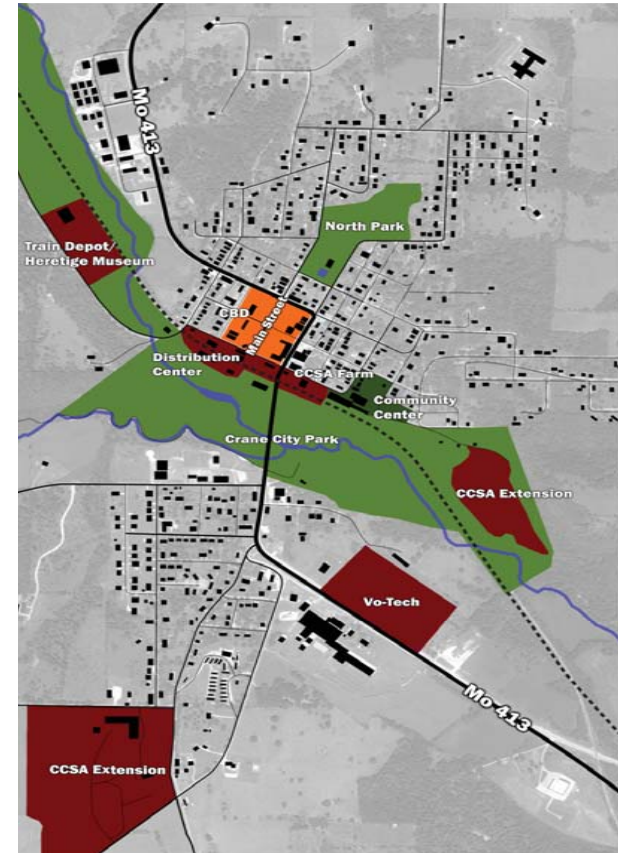 Mo 413
North Park
Train Depot/
Heretige Museum
CBD
Main Street
Distribution
Center
CCSA Farm
Community
Center
Crane City Park
CCSA Extension
Vo-Tech
Mo 413
CCSA Extension